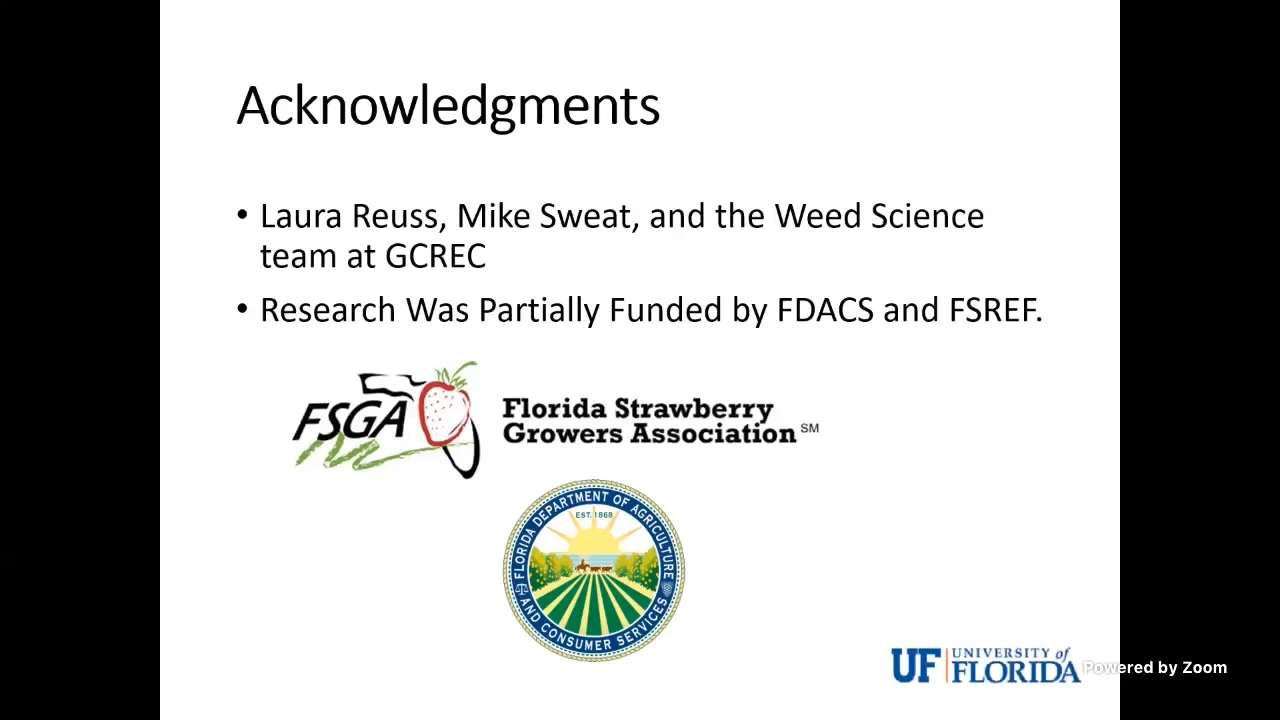 Acknowledgments
• Laura Reuss, Mike Sweat, and the Weed Science
team at GCREC
• Research Was Partially Funded by FDACS and FSREF.
FSGA
Florida Strawberry
Growers Association SM
FLORIDA DEPARTMENT OF AGRICULTURE
AND CONSUMER SERVICES
EST. 1868
UF UNIVERSITY of
FLORIDA
Powered by Zoom